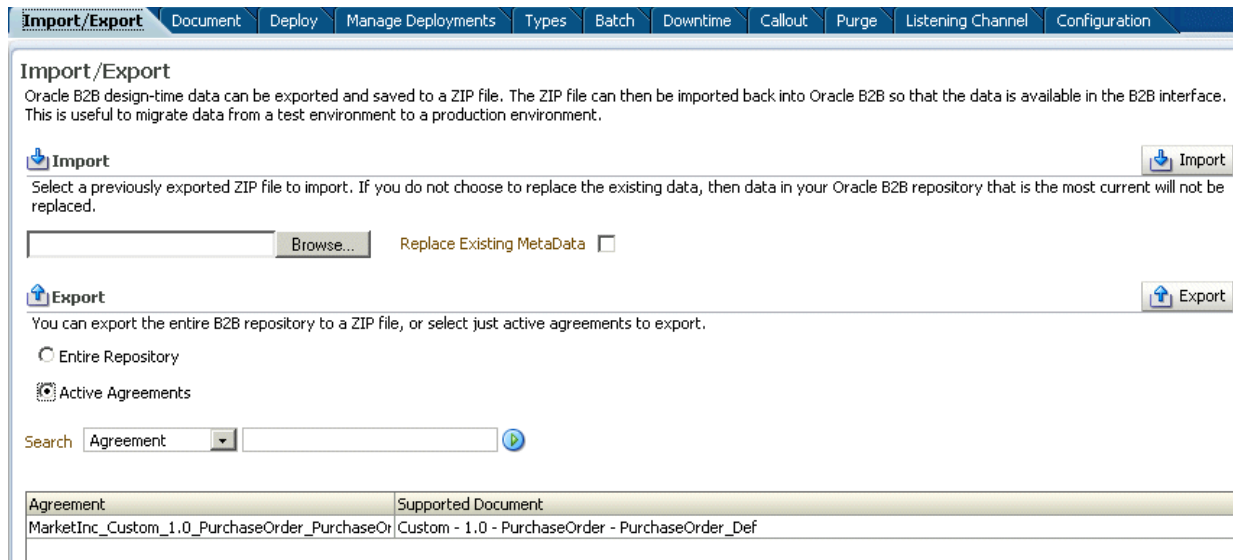 Import/Export Document Deploy Manage Deployments Types Batch Downtime Callout Purge Listening Channel Configuration
Import/Export
Oracle B2B design-time data can be exported and saved to a ZIP file. The ZIP file can then be imported back into Oracle B2B so that the data is available in the B2B interface.
This is useful to migrate data from a test environment to a production environment.
Import Import
Select a previously exported ZIP file to import. If you do not choose to replace the existing data, then data in your Oracle B2B repository that is the most current will not be
replaced.
Browse... Replace Existing MetaData
Export Export
You can export the entire B2B repository to a ZIP file, or select just active agreements to export.
Entire Repository
Active Agreements
Search Agreement
Agreement Supported Document
MarketInc_Custom_1.0_PurchaseOrder_PurchaseOr Custom - 1.0 - PurchaseOrder - PurchaseOrder_Def